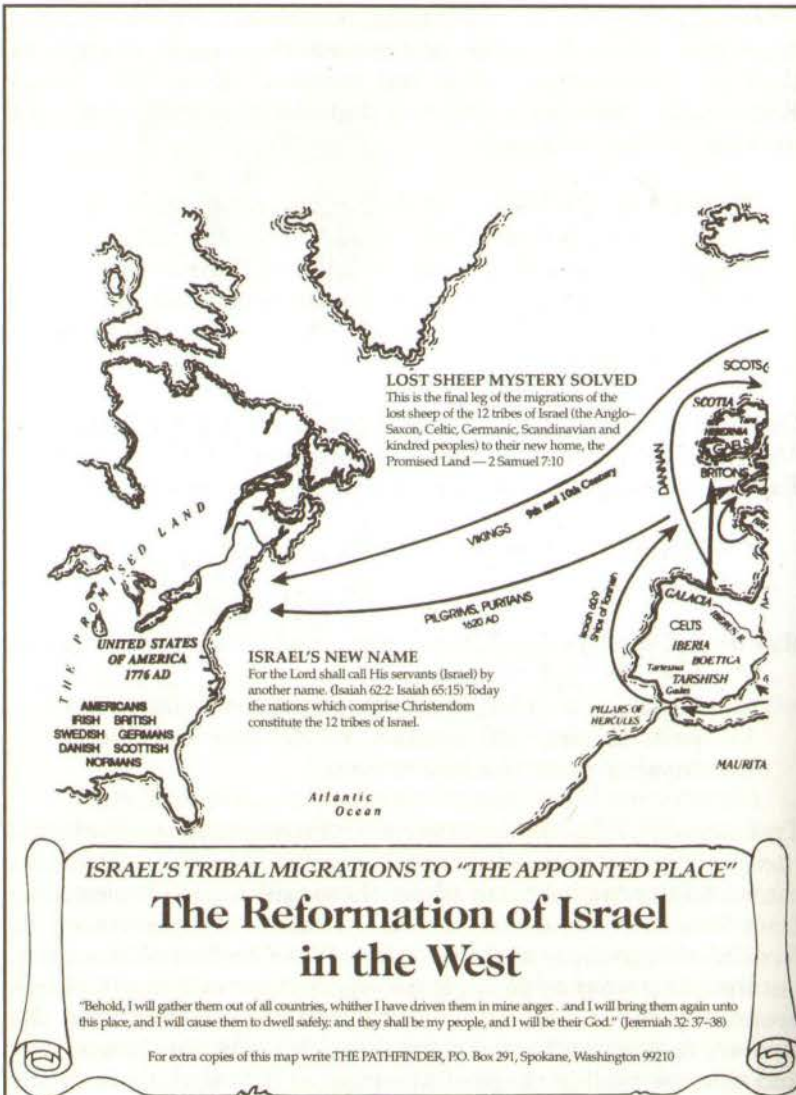 LOST SHEEP MYSTERY SOLVED
This is the final leg of the migrations of the
lost sheep of the 12 tribes of Israel (the Anglo–
Saxon, Celtic, Germanic, Scandinavian and
kindred peoples) to their new home, the
Promised Land — 2 Samuel 7:10
SCOTS
SCOTIA
Tara
HIBERNIA
GAELS
BRITONS
DANNAN
VIKINGS 9th and 10th Century
PILGRIMS, PURITANS
1620 AD
Isaiah 60:9
Ships of Tarshish
THE PROMISED LAND
UNITED STATES
OF AMERICA
1776 AD
AMERICANS
IRISH BRITISH
SWEDISH GERMANS
DANISH SCOTTISH
NORMANS
ISRAEL'S NEW NAME
For the Lord shall call His servants (Israel) by
another name. (Isaiah 62:2: Isaiah 65:15) Today
the nations which comprise Christendom
constitute the 12 tribes of Israel.
GALACIA
CELTS
IBERIA
BOETICA
Tartessus
TARSHISH
Gades
PILLARS OF
HERCULES
MAURITA
Atlantic
Ocean
ISRAEL'S TRIBAL MIGRATIONS TO "THE APPOINTED PLACE"
The Reformation of Israel
in the West
"Behold, I will gather them out of all countries, whither I have driven them in mine anger . . and I will bring them again unto
this place, and I will cause them to dwell safely: and they shall be my people, and I will be their God." (Jeremiah 32: 37–38)
For extra copies of this map write THE PATHFINDER, P.O. Box 291, Spokane, Washington 99210